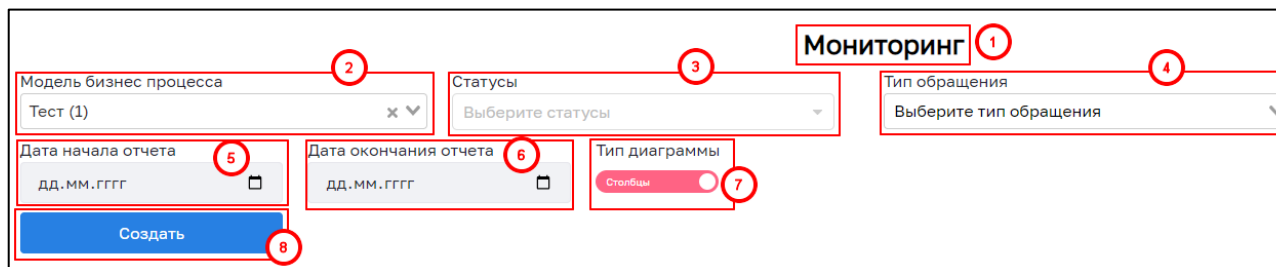 Мониторинг 1
2 3 4
Модель бизнес процесса Статусы Тип обращения
Тест (1) Выберите статусы Выберите тип обращения
Дата начала отчета 5 Дата окончания отчета 6 Тип диаграммы
дд.мм.гггг дд.мм.гггг Столбцы 7
Создать 8